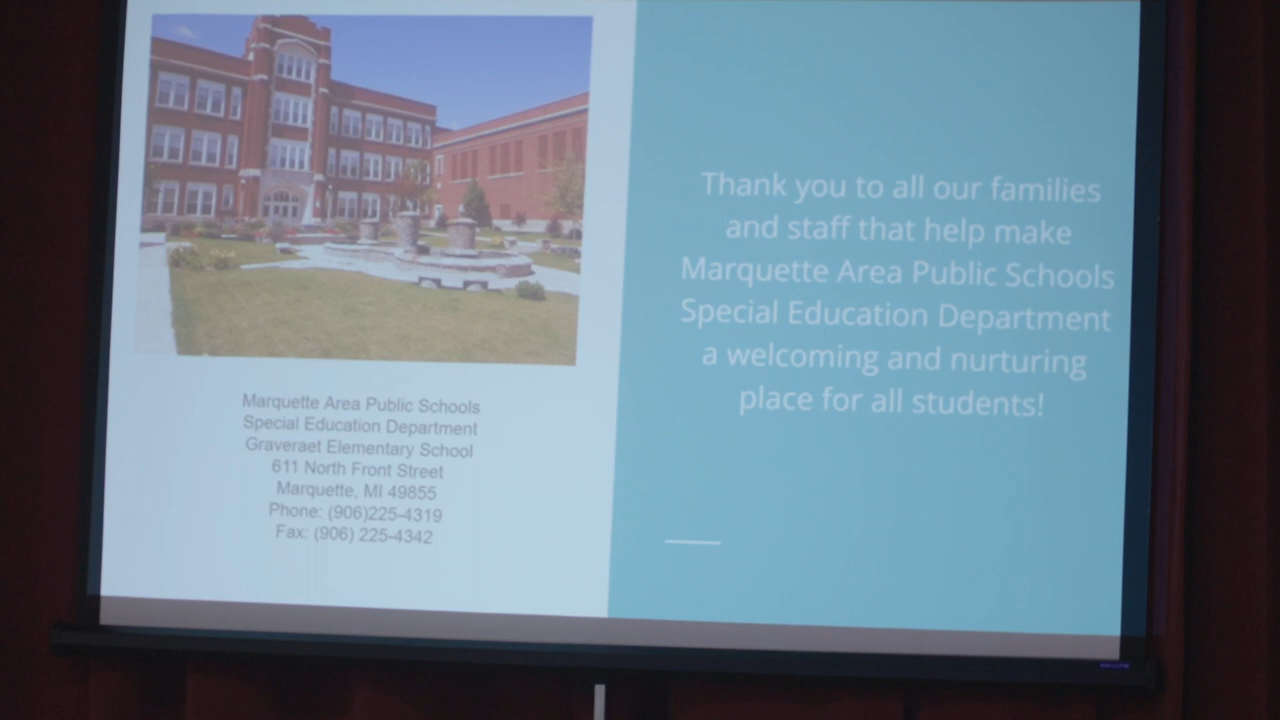 Marquette Area Public Schools
Special Education Department
Graveraet Elementary School
611 North Front Street
Marquette, MI 49855
Phone: (906)225-4319
Fax: (906) 225-4342
Thank you to all our families
and staff that help make
Marquette Area Public Schools
Special Education Department
a welcoming and nurturing
place for all students!